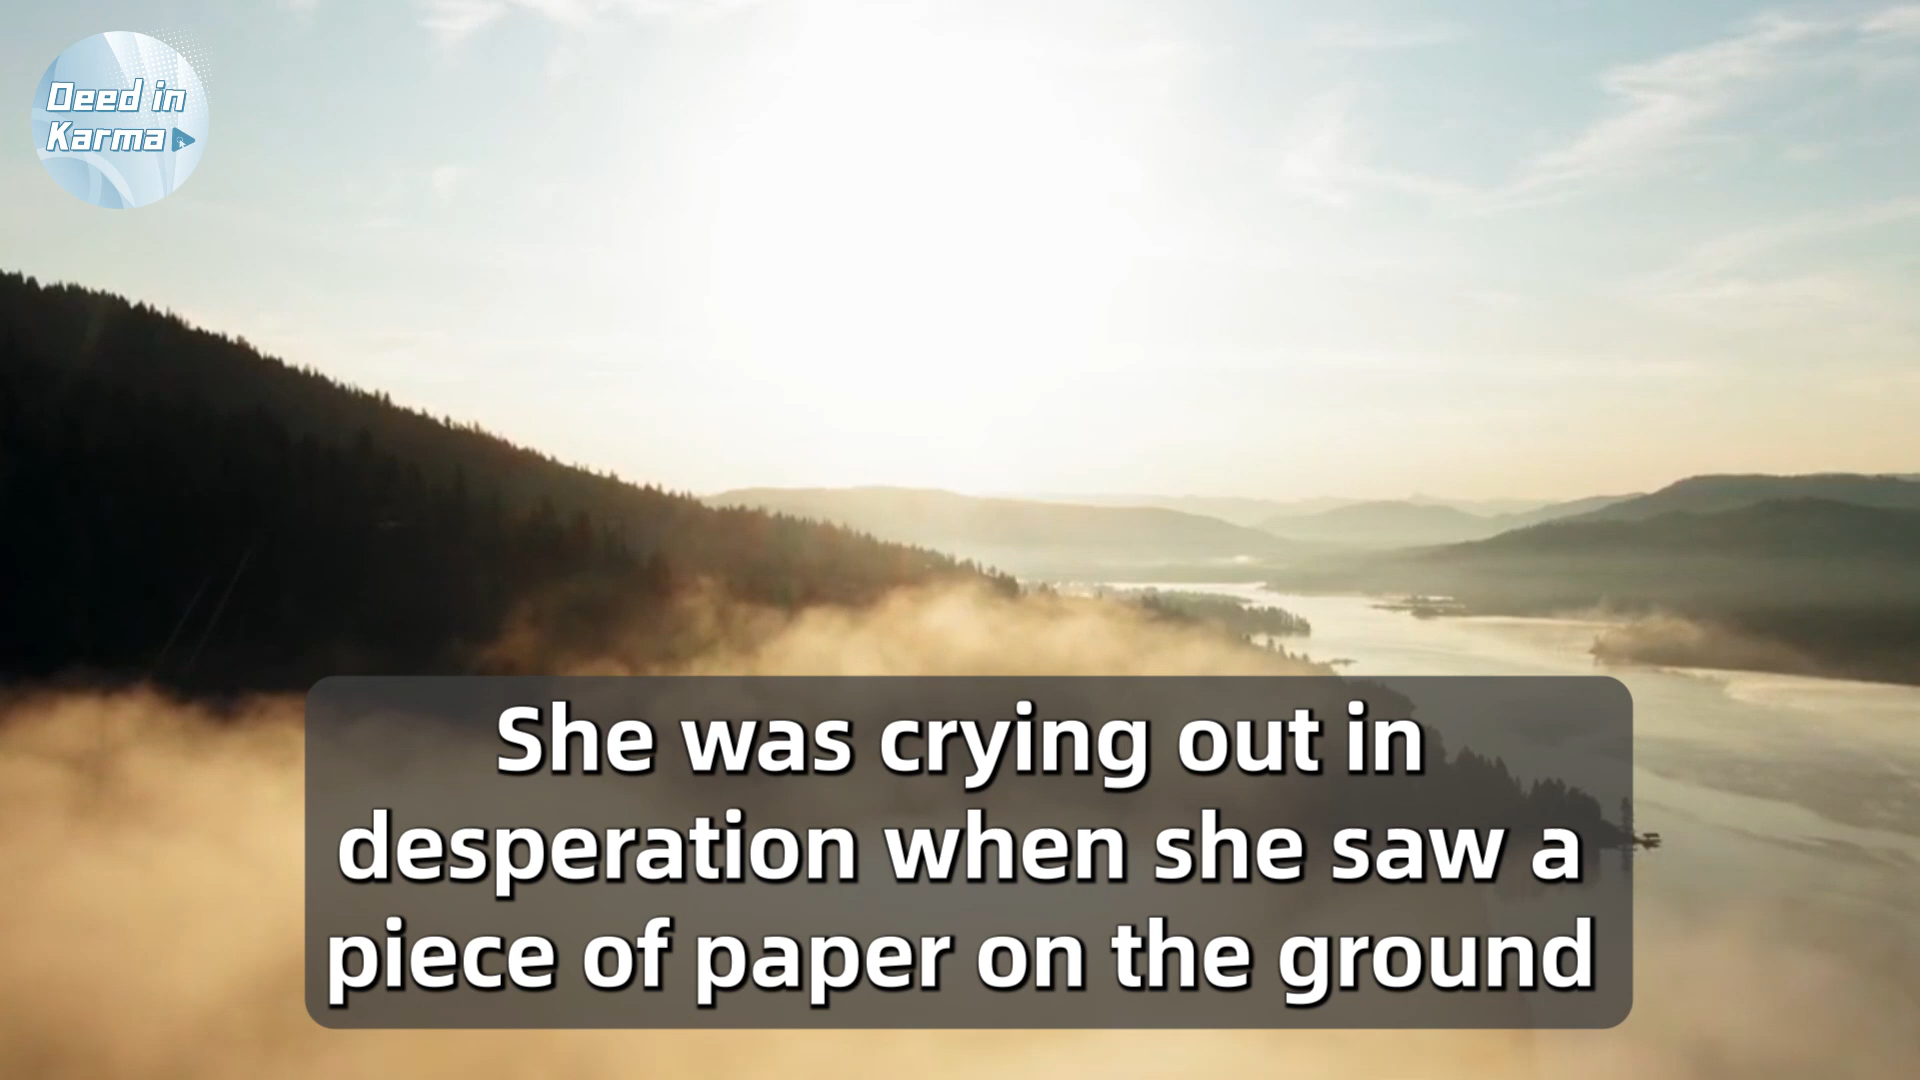 Deed in
Karma
She was crying out in
desperation when she saw a
piece of paper on the ground